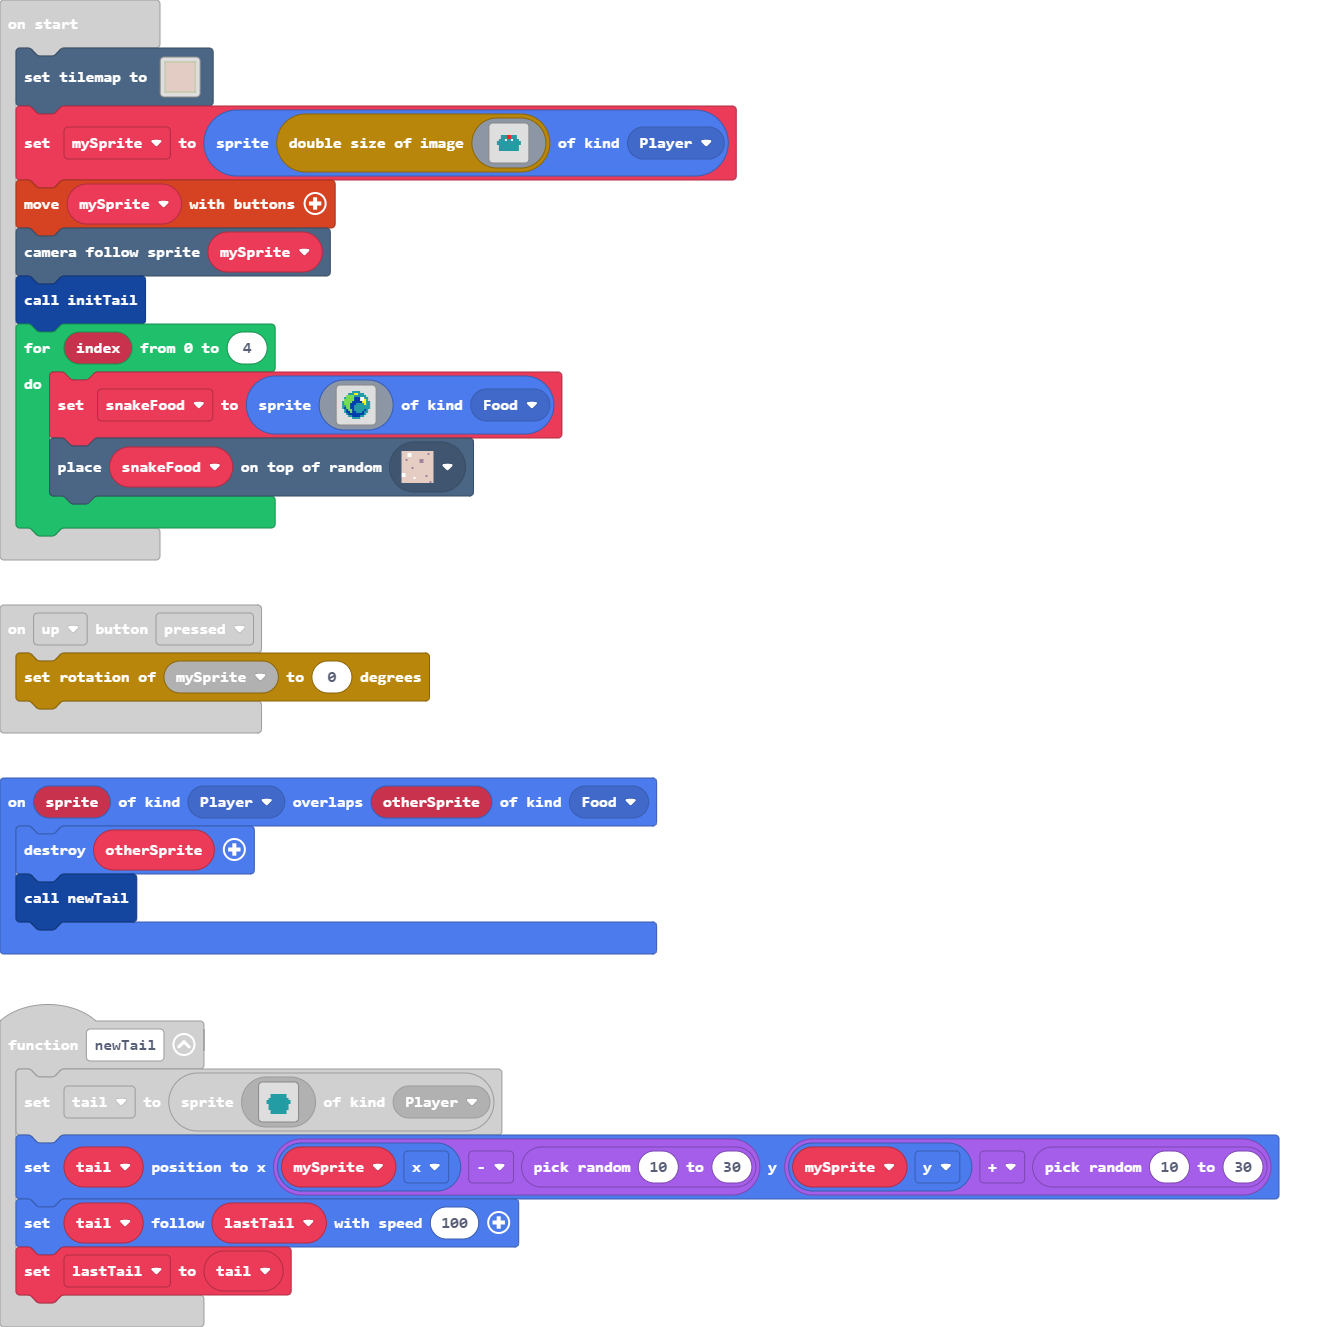 on start
set tilemap to
set mySprite to sprite double size of image of kind Player
move mySprite with buttons
camera follow sprite mySprite
call initTail
for index from 0 to 4
do
set snakeFood to sprite of kind Food
place snakeFood on top of random
on up button pressed
set rotation of mySprite to 0 degrees
on sprite of kind Player overlaps otherSprite of kind Food
destroy otherSprite
call newTail
function newTail
set tail to sprite of kind Player
set tail position to x mySprite x - pick random 10 to 30 y mySprite y + pick random 10 to 30
set tail follow lastTail with speed 100
set lastTail to tail